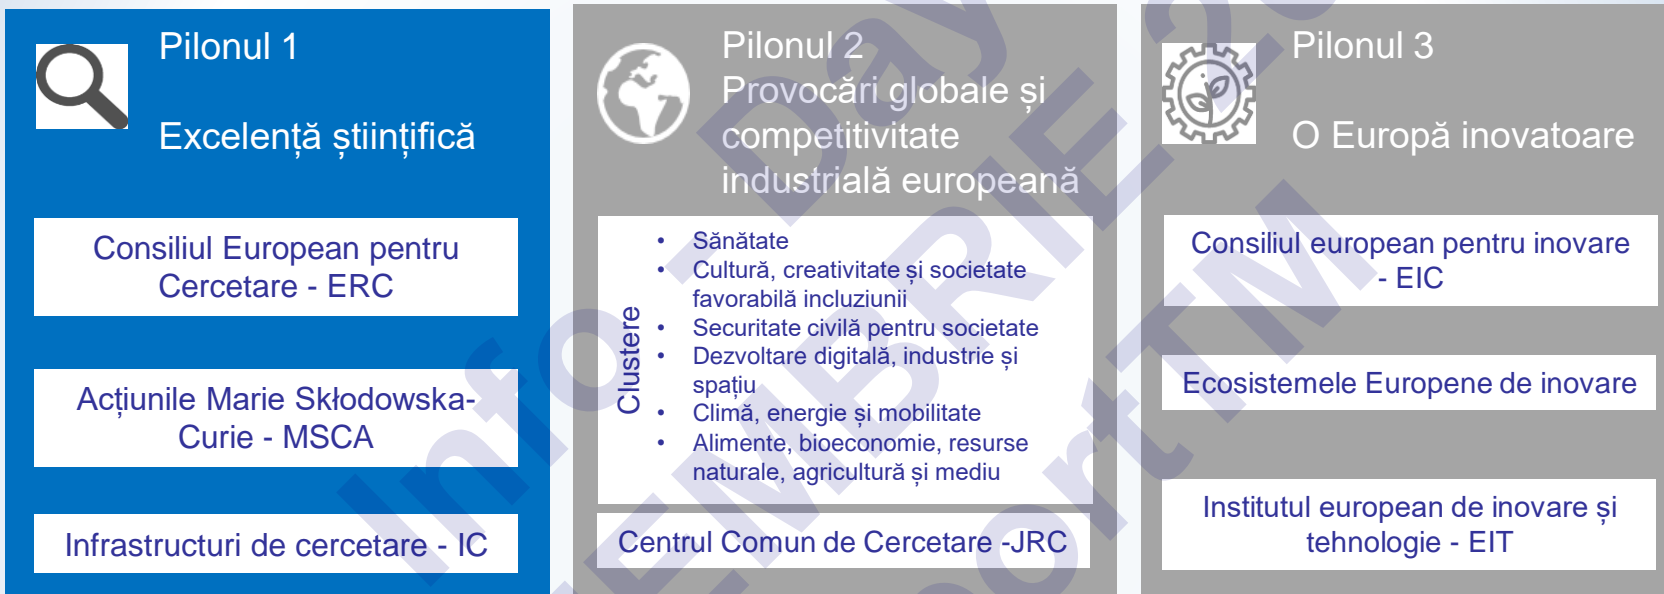 Pilonul 1
Excelență științifică
Consiliul European pentru
Cercetare - ERC
Acțiunile Marie Skłodowska-
Curie - MSCA
Infrastructuri de cercetare - IC
Pilonul 2
Provocări globale și
competitivitate
industrială europeană
Clustere
• Sănătate
• Cultură, creativitate și societate
favorabilă incluziunii
• Securitate civilă pentru societate
• Dezvoltare digitală, industrie și
spațiu
• Climă, energie și mobilitate
• Alimente, bioeconomie, resurse
naturale, agricultură și mediu
Centrul Comun de Cercetare -JRC
Pilonul 3
O Europă inovatoare
Consiliul european pentru inovare
- EIC
Ecosistemele Europene de inovare
Institutul european de inovare și
tehnologie - EIT
Info - Day